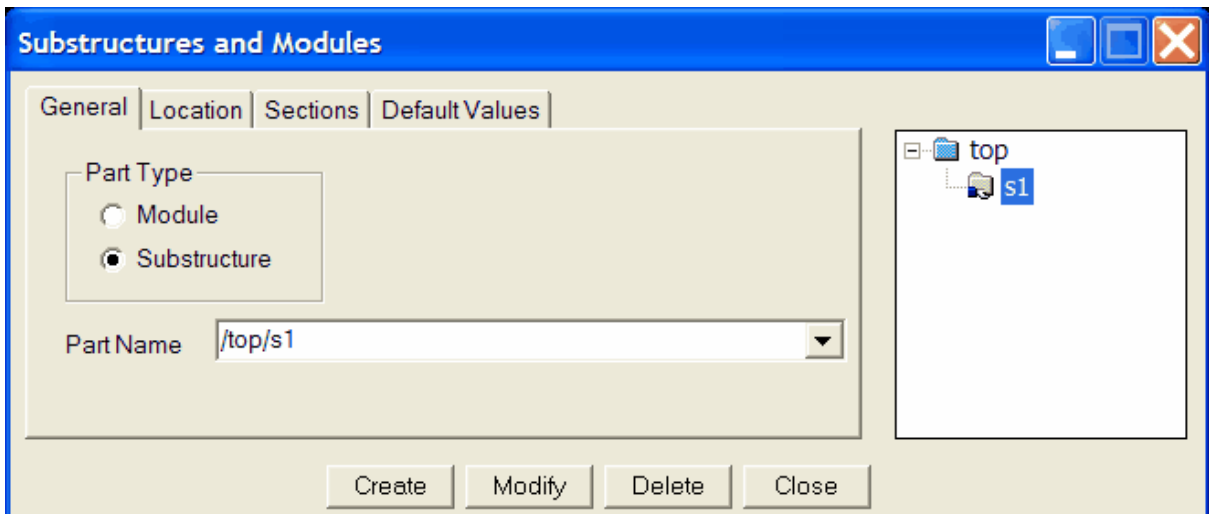 Substructures and Modules
General Location Sections Default Values
Part Type
Module
Substructure
Part Name /top/s1
top
s1
Create Modify Delete Close